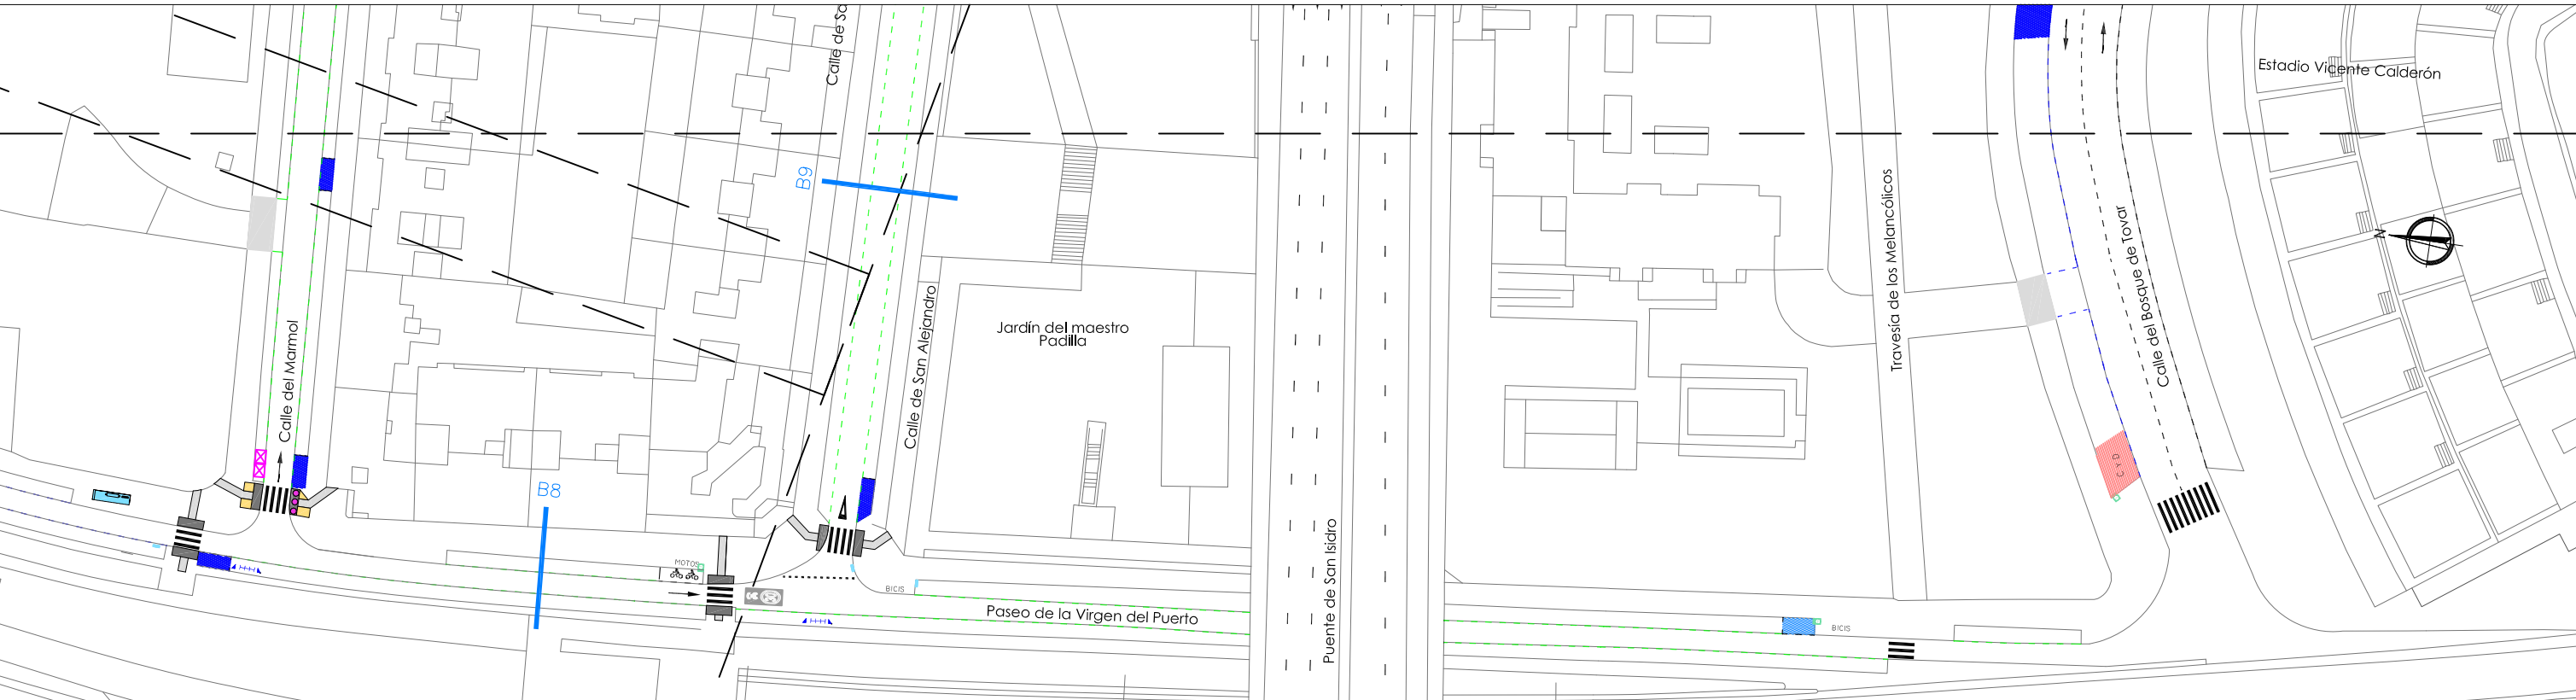 Calle de Sa
Estadio Vicente Calderón
B9
Travesía de los Melancólicos
Calle del Bosque de Tovar
N
Calle de San Alejandro
Jardín del maestro
Padilla
Calle del Marmol
C Y D
B8
MOTOS
BICIS
Paseo de la Virgen del Puerto
Puente de San Isidro
BICIS